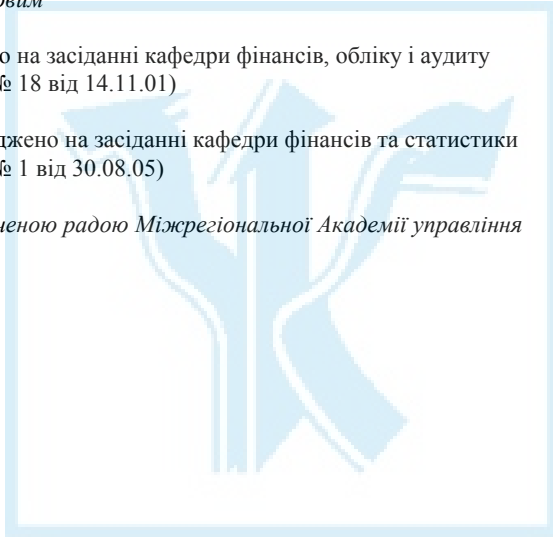 овим
о на засіданні кафедри фінансів, обліку і аудиту
№ 18 від 14.11.01)
джено на засіданні кафедри фінансів та статистики
№ 1 від 30.08.05)
ченою радою Міжрегіональної Академії управління